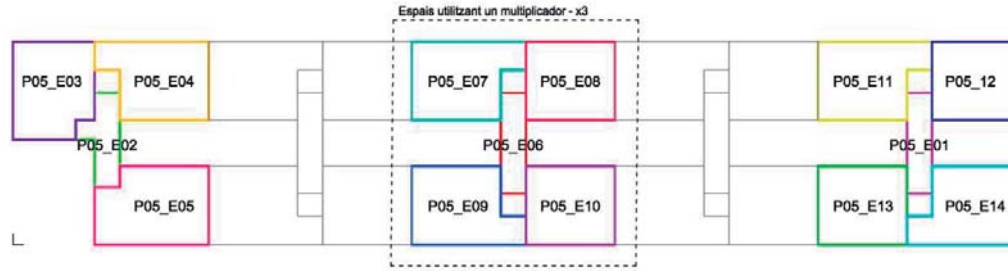 Espais utilitzant un multiplicador - x3
P05_E03 P05_E04 P05_E07 P05_E08 P05_E11 P05_12
P05_E02 P05_E06 P05_E01
P05_E05 P05_E09 P05_E10 P05_E13 P05_E14